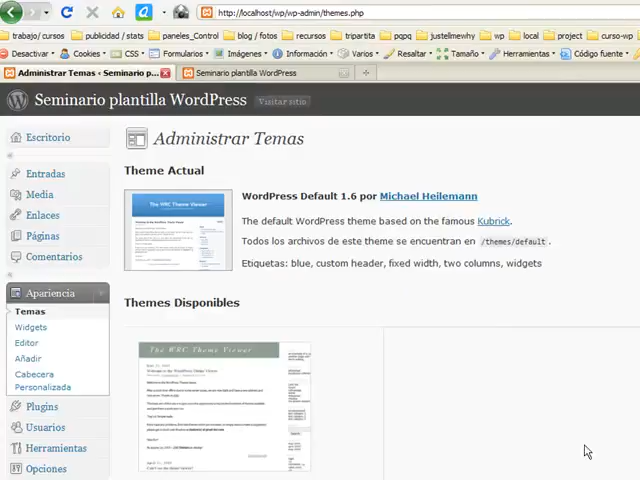 http://localhost/wp/wp-admin/themes.php
trabajo/ cursos publicidad / stats paneles_Control blog / fotos recursos tripartita pqpq justellmewhy wp local project curso-wp
Desactivar Cookies CSS Formularios Imágenes Información Varios Resaltar Tamaño Herramientas Código fuente
Administrar Temas ‹ Seminario p... Seminario plantilla WordPress
Seminario plantilla WordPress Visitar sitio
Escritorio
Administrar Temas
Theme Actual
Entradas
Media
Enlaces
Páginas
Comentarios
The WRC Theme Viewer
WordPress Default 1.6 por Michael Heilemann
The default WordPress theme based on the famous Kubrick.
Todos los archivos de este theme se encuentran en /themes/default.
Etiquetas: blue, custom header, fixed width, two columns, widgets
Apariencia
Temas
Widgets
Editor
Añadir
Cabecera
Personalizada
Plugins
Usuarios
Herramientas
Opciones
Themes Disponibles
The WRC Theme Viewer